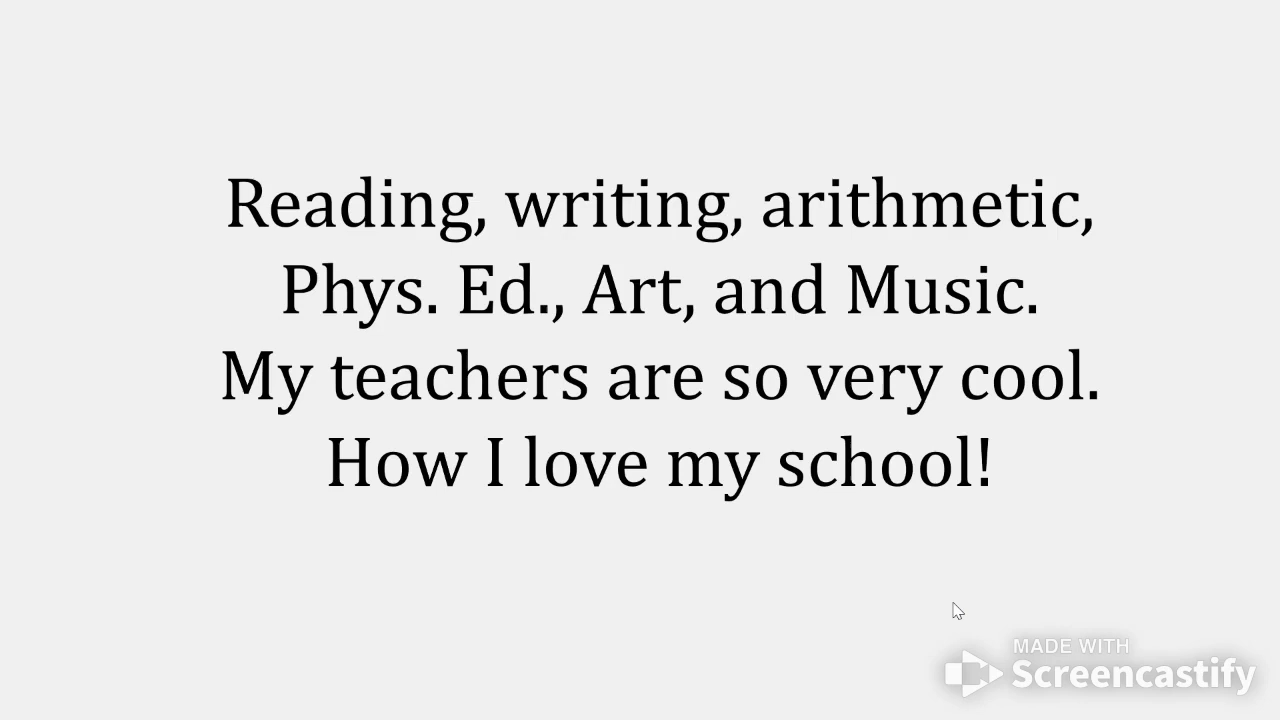 Reading, writing, arithmetic,
Phys. Ed., Art, and Music.
My teachers are so very cool.
How I love my school!
MADE WITH
Screencastify